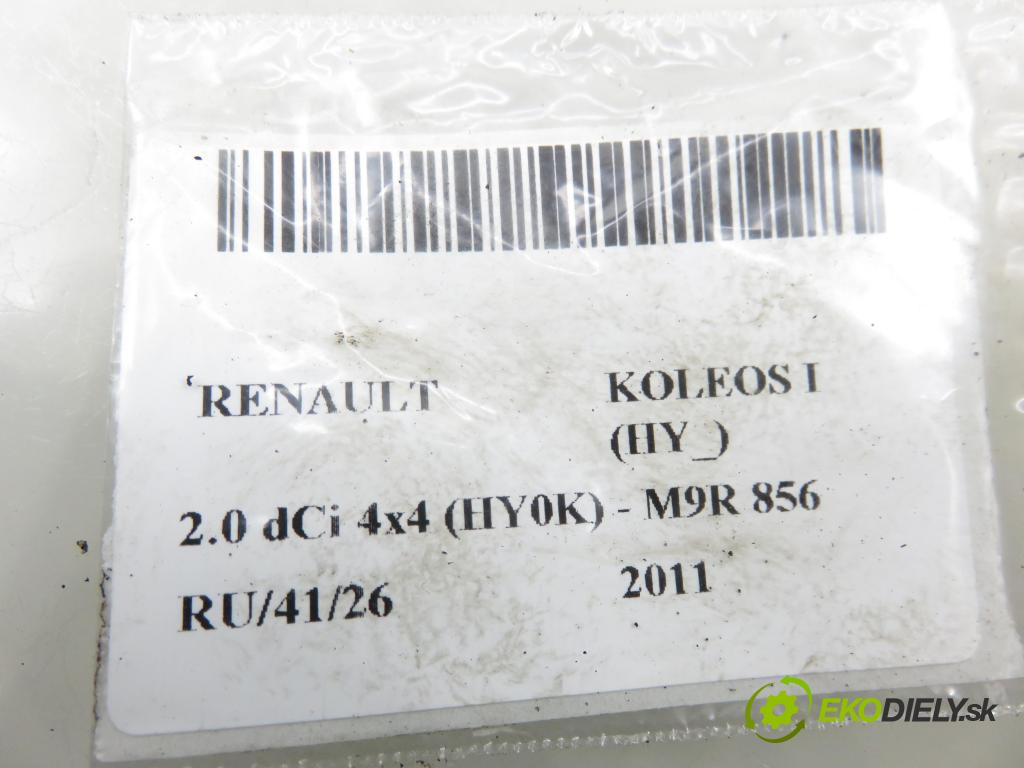 RENAULT KOLEOS I
(HY_)
2.0 dCi 4x4 (HY0K) - M9R 856
RU/41/26 2011
EKODIELY.sk